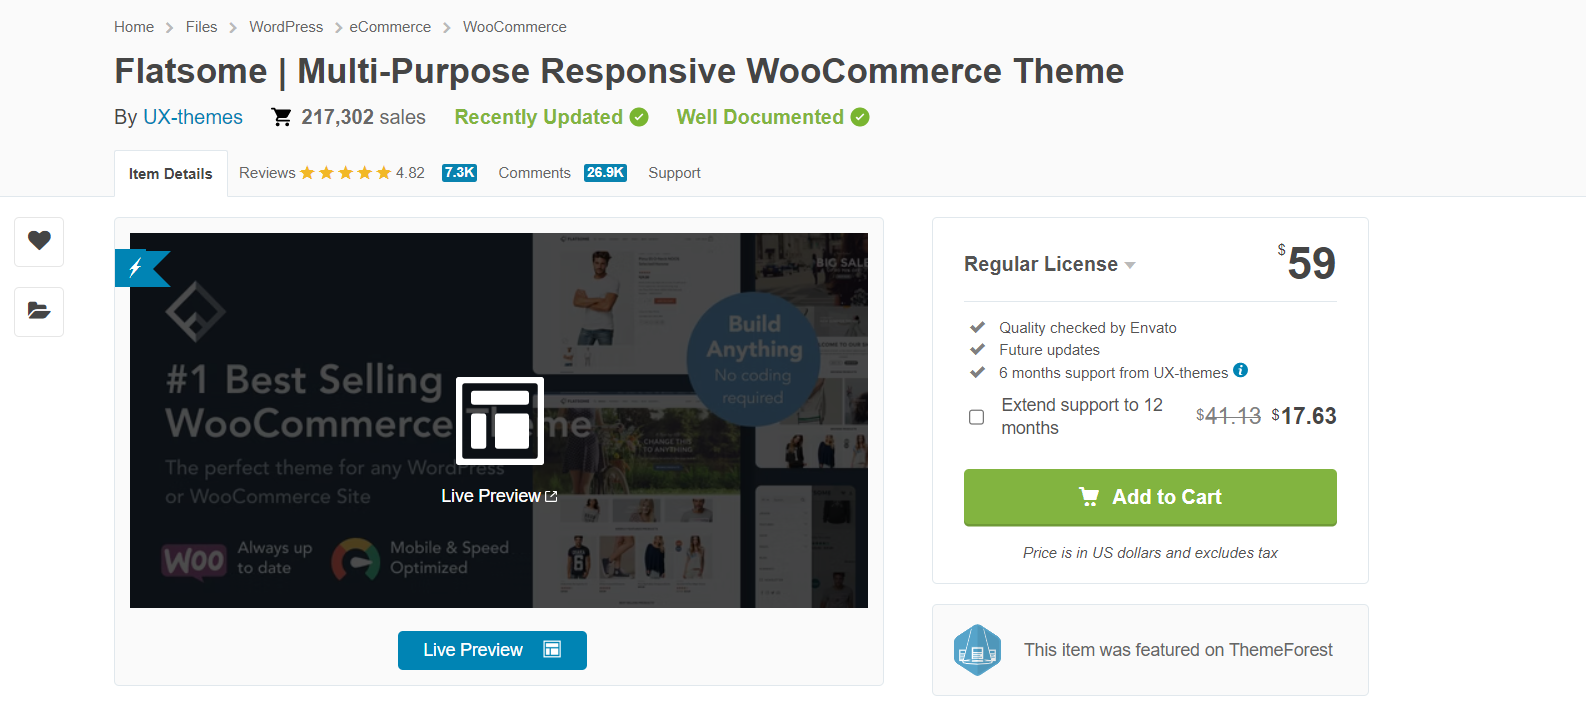 Home > Files > WordPress > eCommerce > WooCommerce
Flatsome | Multi-Purpose Responsive WooCommerce Theme
By UX-themes 217,302 sales Recently Updated Well Documented
Item Details Reviews 4.82 7.3K Comments 26.9K Support
#1 Best Selling
WooCommerce Theme
The perfect theme for any WordPress
or WooCommerce Site
WOO
Always up
to date
Mobile & Speed
Optimized
Build
Anything
No coding
required
BIG SALE
CHANGE THIS
TO ANYTHING
Live Preview
Live Preview
Regular License $59
Quality checked by Envato
Future updates
6 months support from UX-themes
Extend support to 12
months
$41.13 $17.63
Add to Cart
Price is in US dollars and excludes tax
This item was featured on ThemeForest